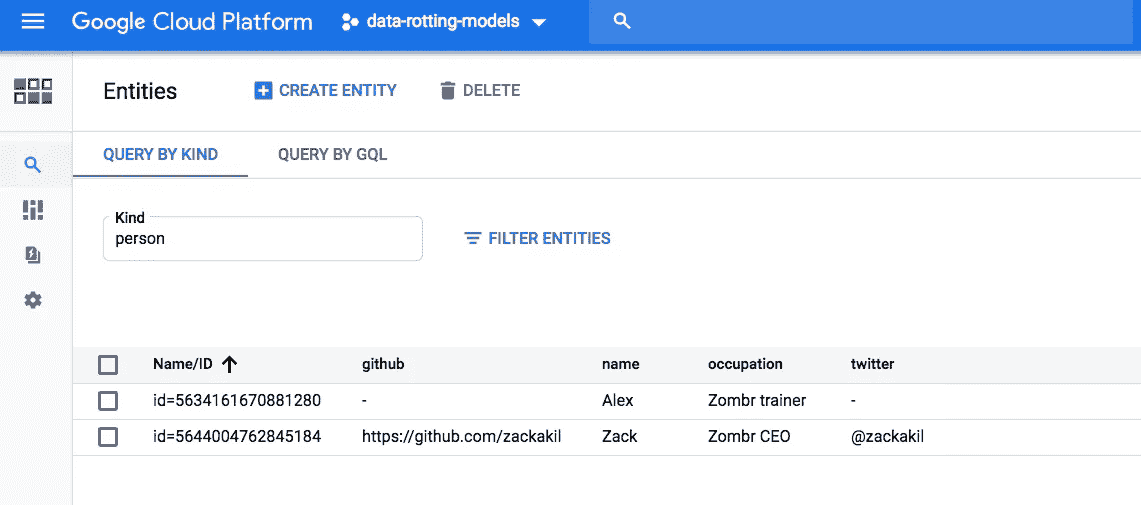 Google Cloud Platform data-rotting-models
Entities CREATE ENTITY DELETE
QUERY BY KIND QUERY BY GQL
Kind
person FILTER ENTITIES
Name/ID github name occupation twitter
id=5634161670881280 - Alex Zombr trainer -
id=5644004762845184 https://github.com/zackakil Zack Zombr CEO @zackakil